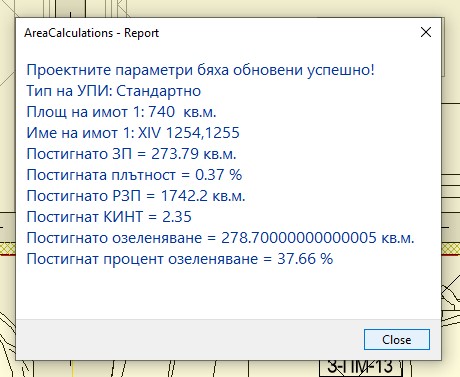 AreaCalculations - Report
Проектните параметри бяха обновени успешно!
Тип на УПИ: Стандартно
Площ на имот 1: 740  кв.м.
Име на имот 1: XIV 1254,1255
Постигнато ЗП = 273.79 кв.м.
Постигната плътност = 0.37 %
Постигнато РЗП = 1742.2 кв.м.
Постигнат КИНТ = 2.35
Постигнато озеленяване = 278.70000000000005 кв.м.
Постигнат процент озеленяване = 37.66 %
Close
3-ПМ-13